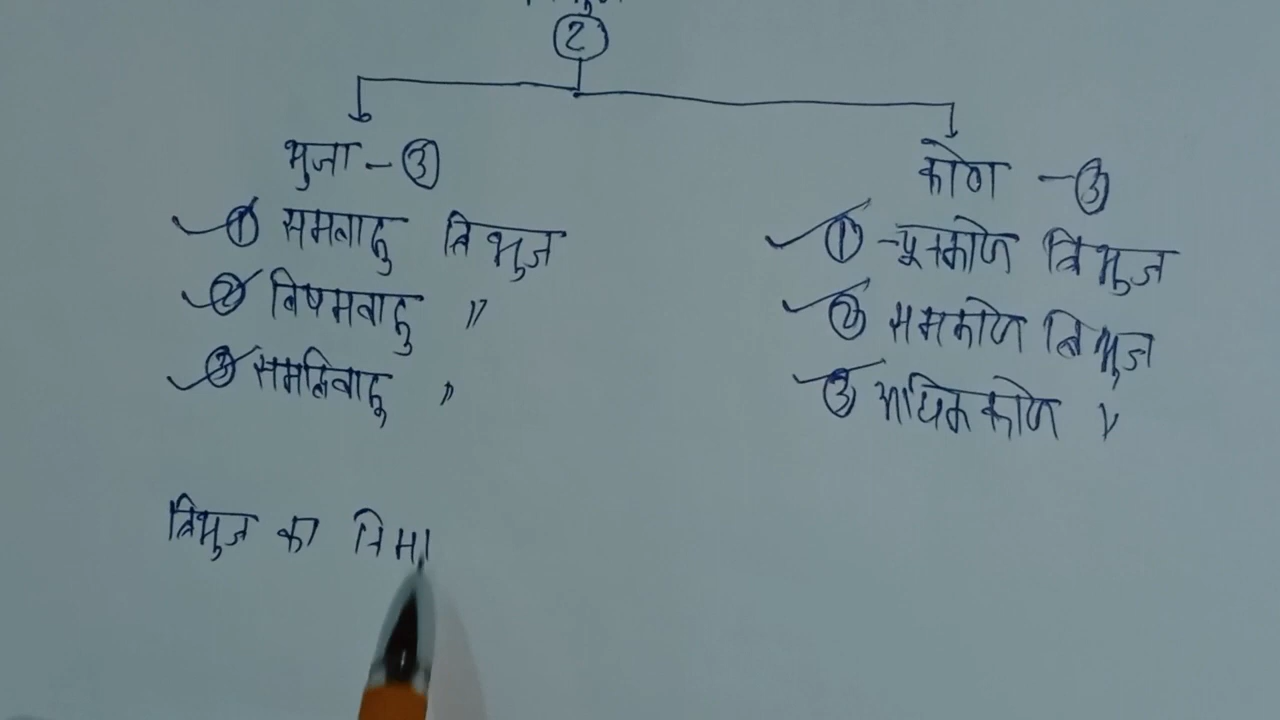 ②
भुजा - ③
① समबाहु त्रिभुज
② विषमबाहु "
③ समद्विबाहु "
कोण - ③
① न्यूनकोण त्रिभुज
② समकोण त्रिभुज
③ अधिककोण "
त्रिभुज का निमा